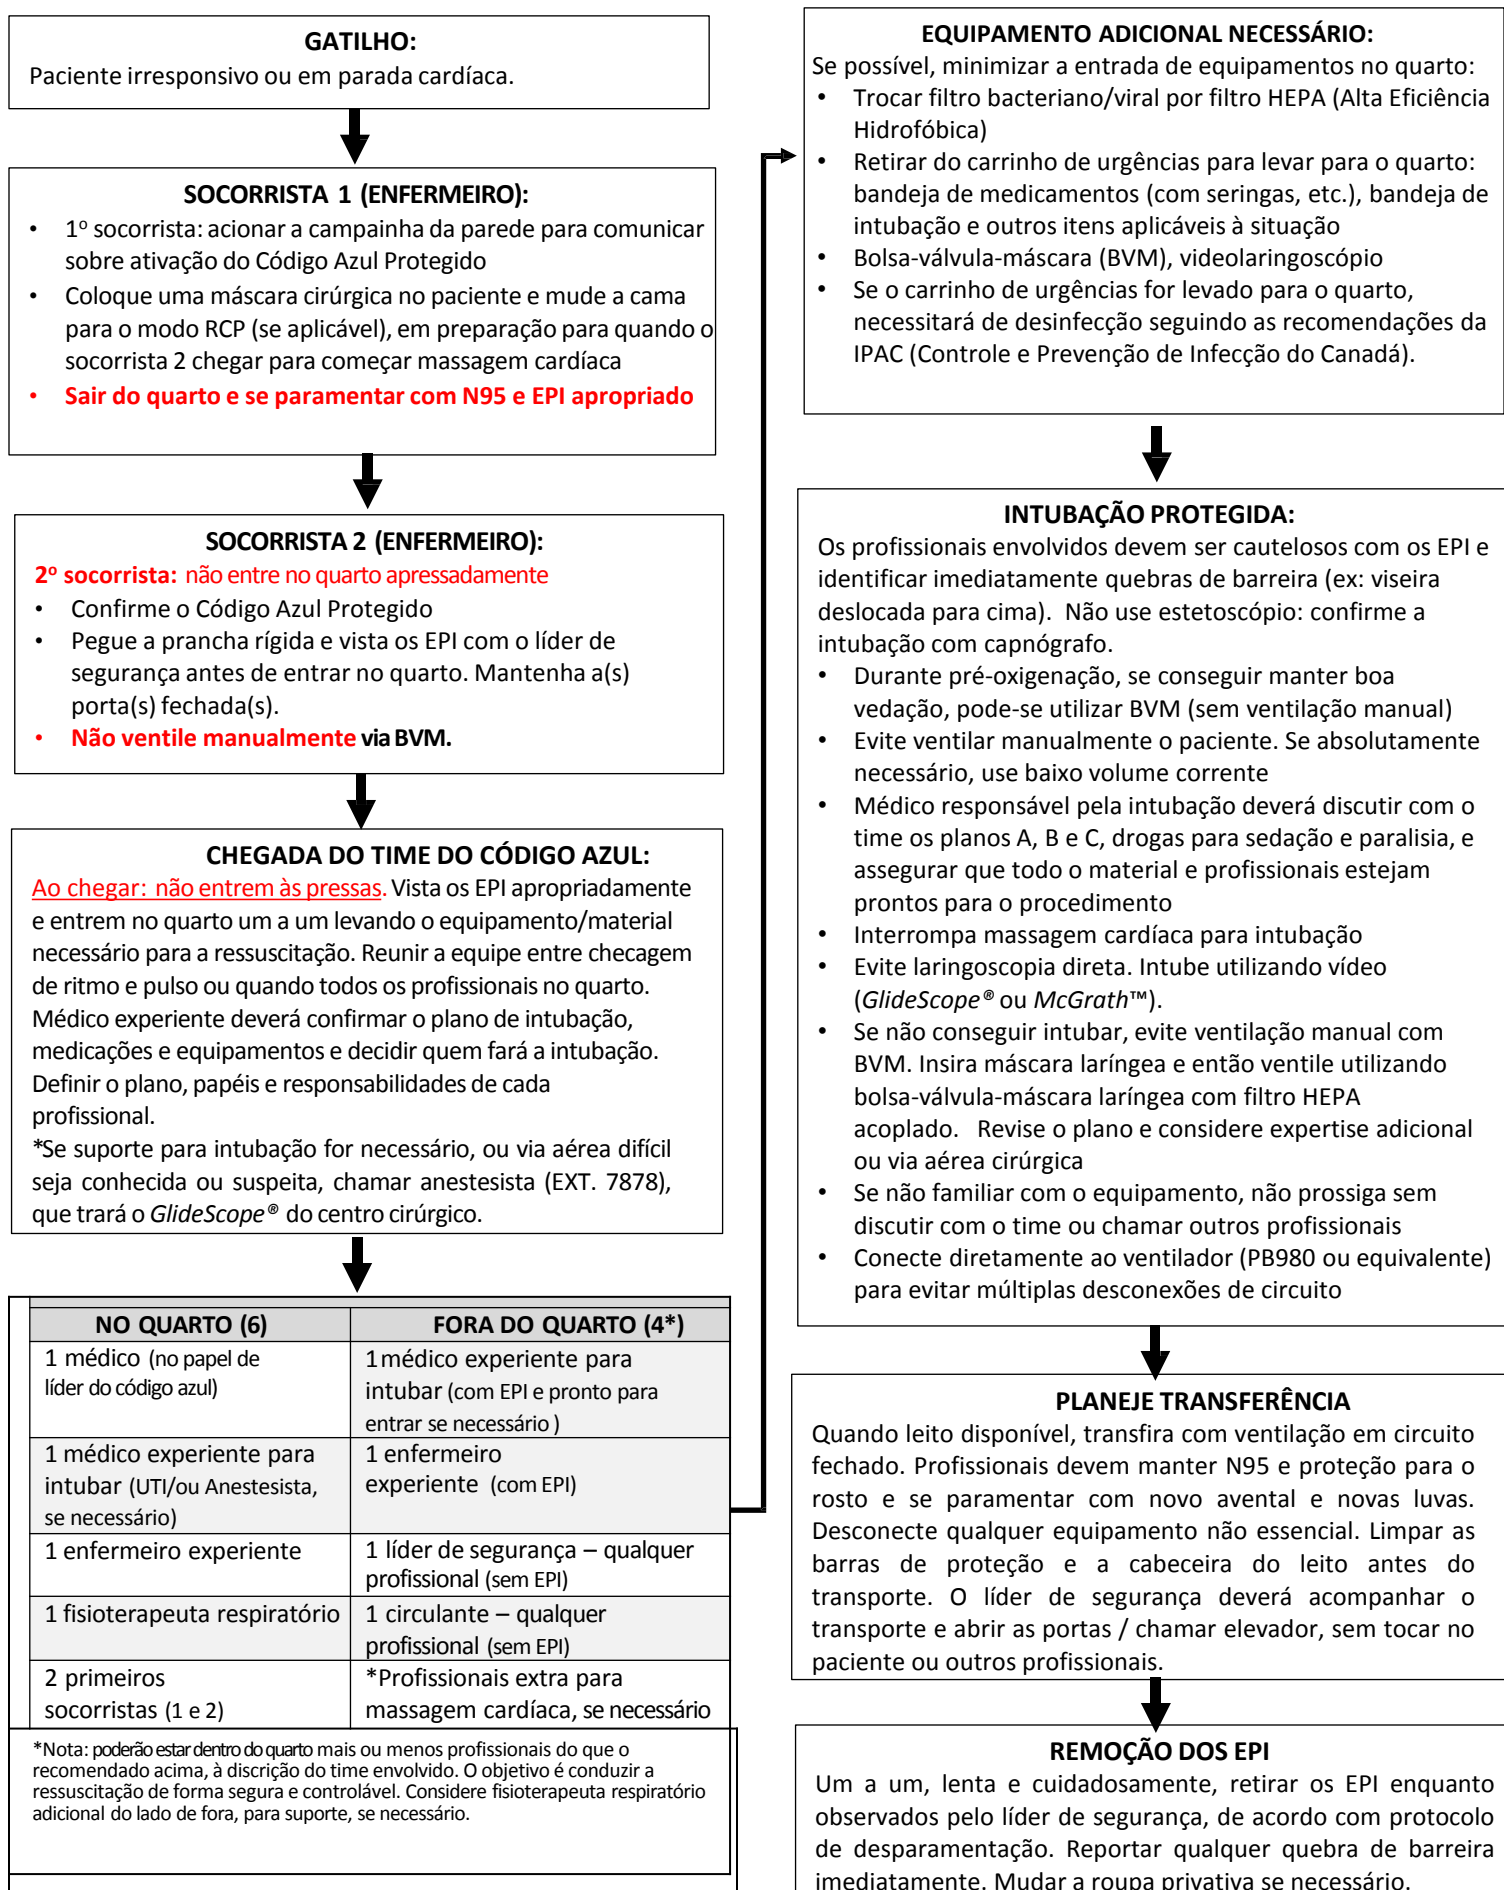 GATILHO:
Paciente irresponsivo ou em parada cardíaca.
SOCORRISTA 1 (ENFERMEIRO):
• 1º socorrista: acionar a campainha da parede para comunicar
sobre ativação do Código Azul Protegido
• Coloque uma máscara cirúrgica no paciente e mude a cama
para o modo RCP (se aplicável), em preparação para quando o
socorrista 2 chegar para começar massagem cardíaca
• Sair do quarto e se paramentar com N95 e EPI apropriado
SOCORRISTA 2 (ENFERMEIRO):
2º socorrista: não entre no quarto apressadamente
• Confirme o Código Azul Protegido
• Pegue a prancha rígida e vista os EPI com o líder de
segurança antes de entrar no quarto. Mantenha a(s)
porta(s) fechada(s).
• Não ventile manualmente via BVM.
CHEGADA DO TIME DO CÓDIGO AZUL:
Ao chegar: não entrem às pressas. Vista os EPI apropriadamente
e entrem no quarto um a um levando o equipamento/material
necessário para a ressuscitação. Reunir a equipe entre checagem
de ritmo e pulso ou quando todos os profissionais no quarto.
Médico experiente deverá confirmar o plano de intubação,
medicações e equipamentos e decidir quem fará a intubação.
Definir o plano, papéis e responsabilidades de cada
profissional.
*Se suporte para intubação for necessário, ou via aérea difícil
seja conhecida ou suspeita, chamar anestesista (EXT. 7878),
que trará o GlideScope® do centro cirúrgico.
NO QUARTO (6)
FORA DO QUARTO (4*)
1 médico (no papel de
líder do código azul)
1 médico experiente para
intubar (com EPI e pronto para
entrar se necessário )
1 médico experiente para
intubar (UTI/ou Anestesista,
se necessário)
1 enfermeiro
experiente (com EPI)
1 enfermeiro experiente
1 líder de segurança – qualquer
profissional (sem EPI)
1 fisioterapeuta respiratório
1 circulante – qualquer
profissional (sem EPI)
2 primeiros
socorristas (1 e 2)
*Profissionais extra para
massagem cardíaca, se necessário
*Nota: poderão estar dentro do quarto mais ou menos profissionais do que o
recomendado acima, à discrição do time envolvido. O objetivo é conduzir a
ressuscitação de forma segura e controlável. Considere fisioterapeuta respiratório
adicional do lado de fora, para suporte, se necessário.
EQUIPAMENTO ADICIONAL NECESSÁRIO:
Se possível, minimizar a entrada de equipamentos no quarto:
• Trocar filtro bacteriano/viral por filtro HEPA (Alta Eficiência
Hidrofóbica)
• Retirar do carrinho de urgências para levar para o quarto:
bandeja de medicamentos (com seringas, etc.), bandeja de
intubação e outros itens aplicáveis à situação
• Bolsa-válvula-máscara (BVM), videolaringoscópio
• Se o carrinho de urgências for levado para o quarto,
necessitará de desinfecção seguindo as recomendações da
IPAC (Controle e Prevenção de Infecção do Canadá).
INTUBAÇÃO PROTEGIDA:
Os profissionais envolvidos devem ser cautelosos com os EPI e
identificar imediatamente quebras de barreira (ex: viseira
deslocada para cima). Não use estetoscópio: confirme a
intubação com capnógrafo.
• Durante pré-oxigenação, se conseguir manter boa
vedação, pode-se utilizar BVM (sem ventilação manual)
• Evite ventilar manualmente o paciente. Se absolutamente
necessário, use baixo volume corrente
• Médico responsável pela intubação deverá discutir com o
time os planos A, B e C, drogas para sedação e paralisia, e
assegurar que todo o material e profissionais estejam
prontos para o procedimento
• Interrompa massagem cardíaca para intubação
• Evite laringoscopia direta. Intube utilizando vídeo
(GlideScope® ou McGrath™).
• Se não conseguir intubar, evite ventilação manual com
BVM. Insira máscara laríngea e então ventile utilizando
bolsa-válvula-máscara laríngea com filtro HEPA
acoplado. Revise o plano e considere expertise adicional
ou via aérea cirúrgica
• Se não familiar com o equipamento, não prossiga sem
discutir com o time ou chamar outros profissionais
• Conecte diretamente ao ventilador (PB980 ou equivalente)
para evitar múltiplas desconexões de circuito
PLANEJE TRANSFERÊNCIA
Quando leito disponível, transfira com ventilação em circuito
fechado. Profissionais devem manter N95 e proteção para o
rosto e se paramentar com novo avental e novas luvas.
Desconecte qualquer equipamento não essencial. Limpar as
barras de proteção e a cabeceira do leito antes do
transporte. O líder de segurança deverá acompanhar o
transporte e abrir as portas / chamar elevador, sem tocar no
paciente ou outros profissionais.
REMOÇÃO DOS EPI
Um a um, lenta e cuidadosamente, retirar os EPI enquanto
observados pelo líder de segurança, de acordo com protocolo
de desparamentação. Reportar qualquer quebra de barreira
imediatamente. Mudar a roupa privativa se necessário.